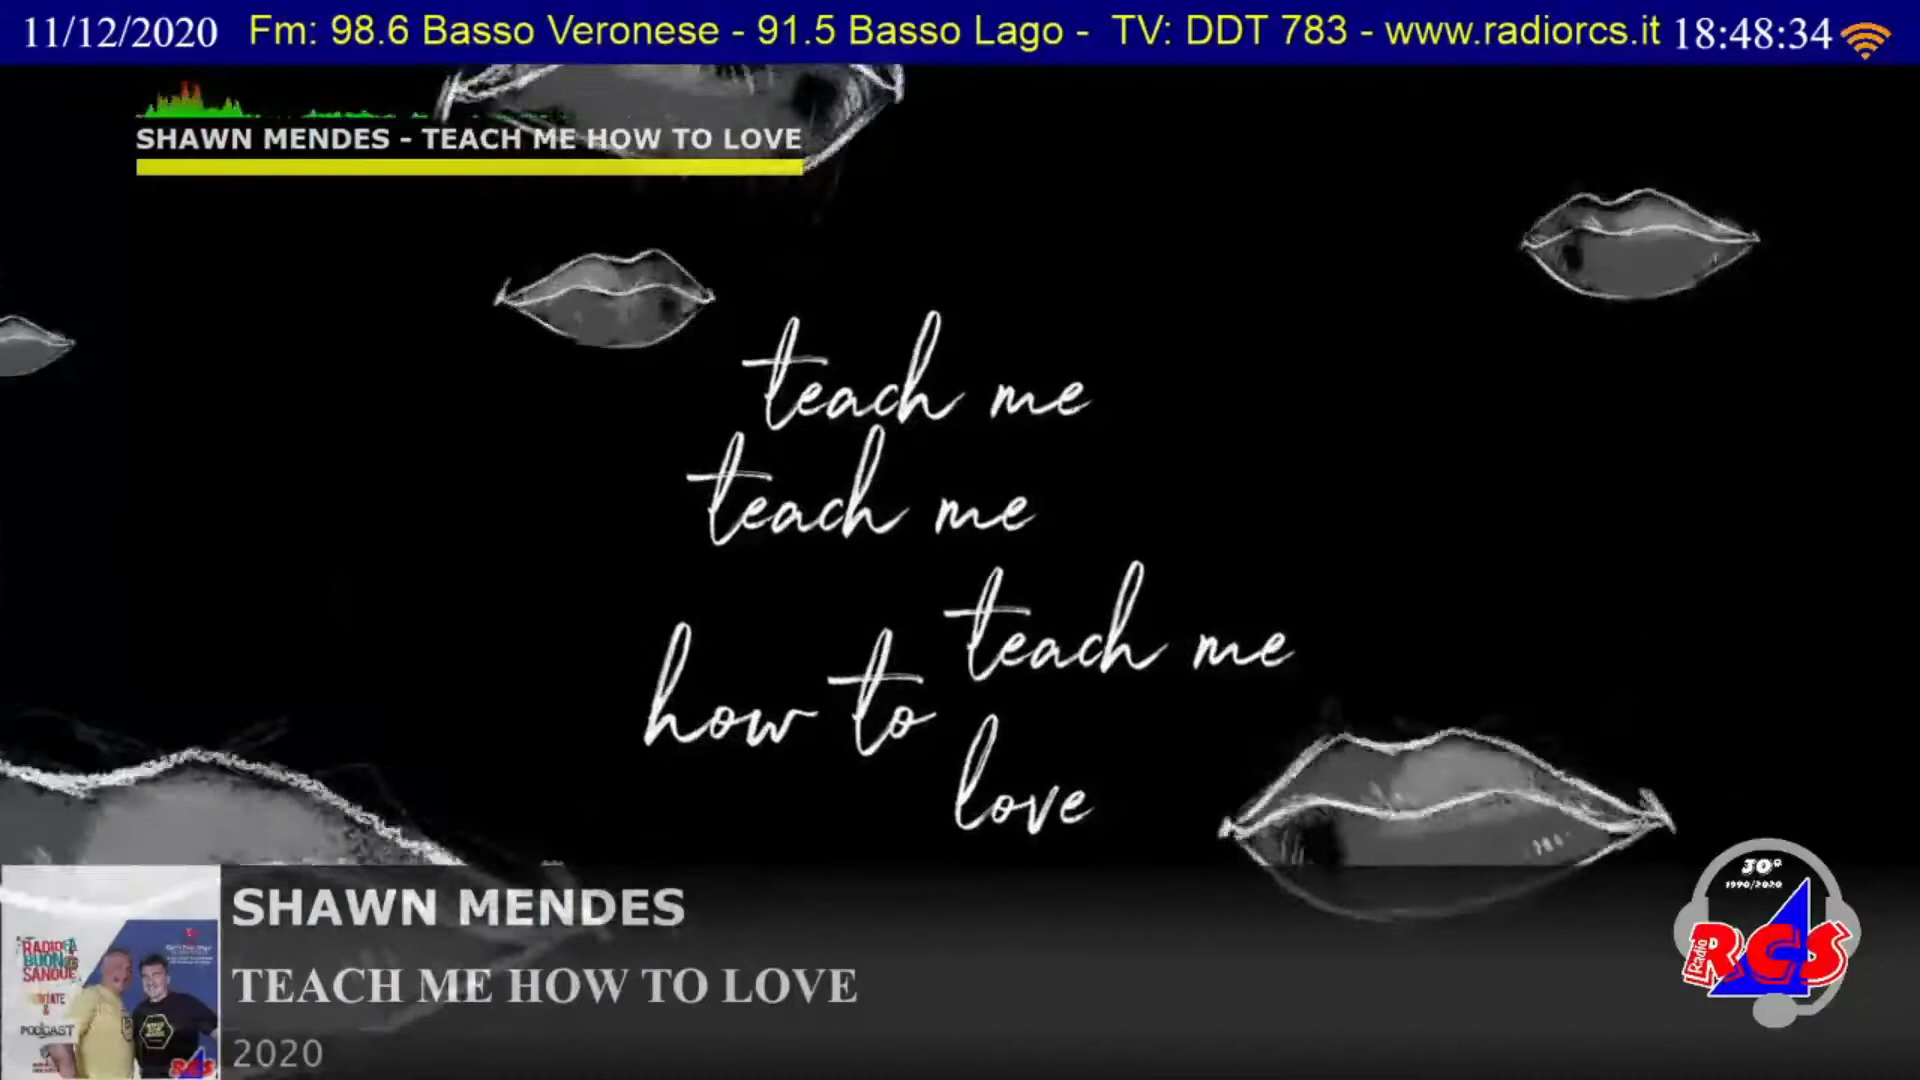 11/12/2020 Fm: 98.6 Basso Veronese - 91.5 Basso Lago - TV: DDT 783 - www.radiorcs.it 18:48:34
SHAWN MENDES - TEACH ME HOW TO LOVE
teach me
teach me
teach me
how to
love
30°
1990/2020
Radio RCS
SHAWN MENDES
TEACH ME HOW TO LOVE
2020
RADIO
BUON
SANGUE
PODCAST
RCS